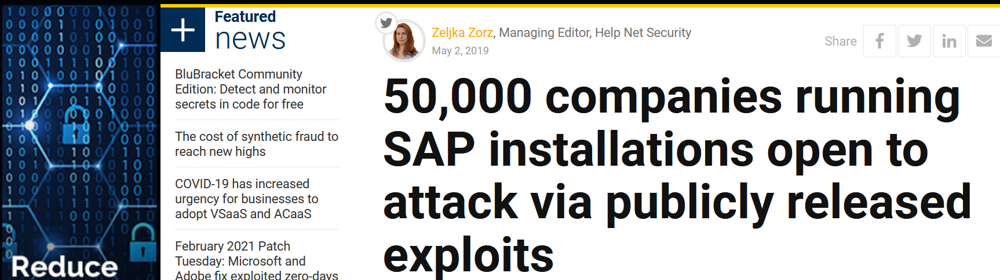 Featured
news
BluBracket Community
Edition: Detect and monitor
secrets in code for free
The cost of synthetic fraud to
reach new highs
COVID-19 has increased
urgency for businesses to
adopt VSaaS and ACaaS
February 2021 Patch
Tuesday: Microsoft and
Adobe fix exploited zero-days
Reduce
Zeljka Zorz, Managing Editor, Help Net Security
May 2, 2019
Share
50,000 companies running
SAP installations open to
attack via publicly released
exploits